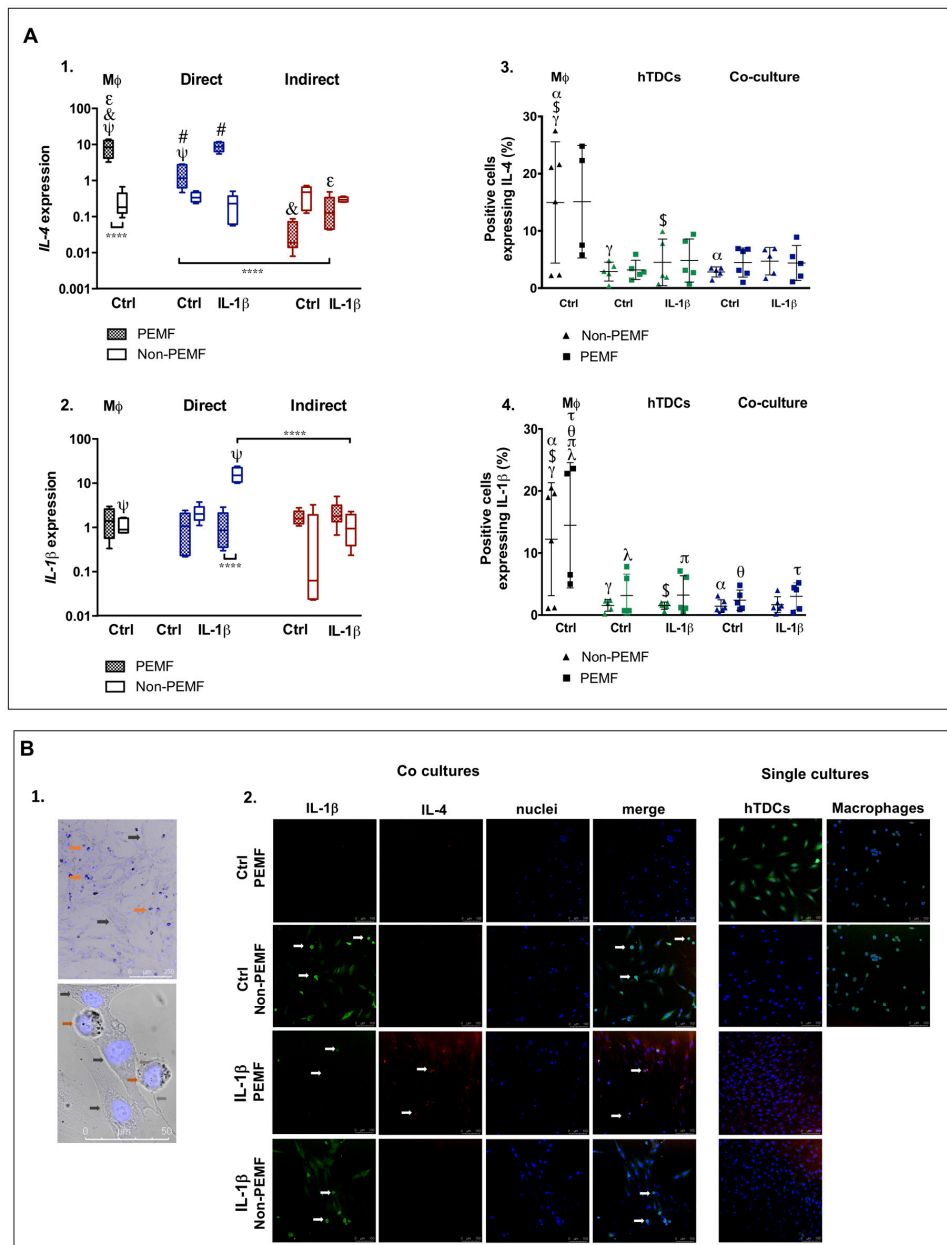 A
1.
Mφ Direct Indirect
ε
&
ψ
#
ψ
#
&
ε
****
****
IL-4 expression
100
10
1
0.1
0.01
0.001
Ctrl Ctrl IL-1β Ctrl IL-1β
PEMF
Non-PEMF
3.
Mφ hTDCs Co-culture
α
$
γ
γ
$
α
Positive cells
expressing IL-4 (%)
30
20
10
0
Ctrl Ctrl IL-1β Ctrl IL-1β
Non-PEMF
PEMF
2.
Mφ Direct Indirect
****
ψ
ψ
****
IL-1β expression
100
10
1
0.1
0.01
Ctrl Ctrl IL-1β Ctrl IL-1β
PEMF
Non-PEMF
4.
Mφ hTDCs Co-culture
α
$
γ
τ
θ
π
λ
γ
λ
$
π
α
θ
τ
Positive cells
expressing IL-1β (%)
30
20
10
0
Ctrl Ctrl IL-1β Ctrl IL-1β
Non-PEMF
PEMF
B
Co cultures Single cultures
1.
0 μm 250
0 μm 50
2.
IL-1β IL-4 nuclei merge hTDCs Macrophages
Ctrl
PEMF
Ctrl
Non-PEMF
IL-1β
PEMF
IL-1β
Non-PEMF